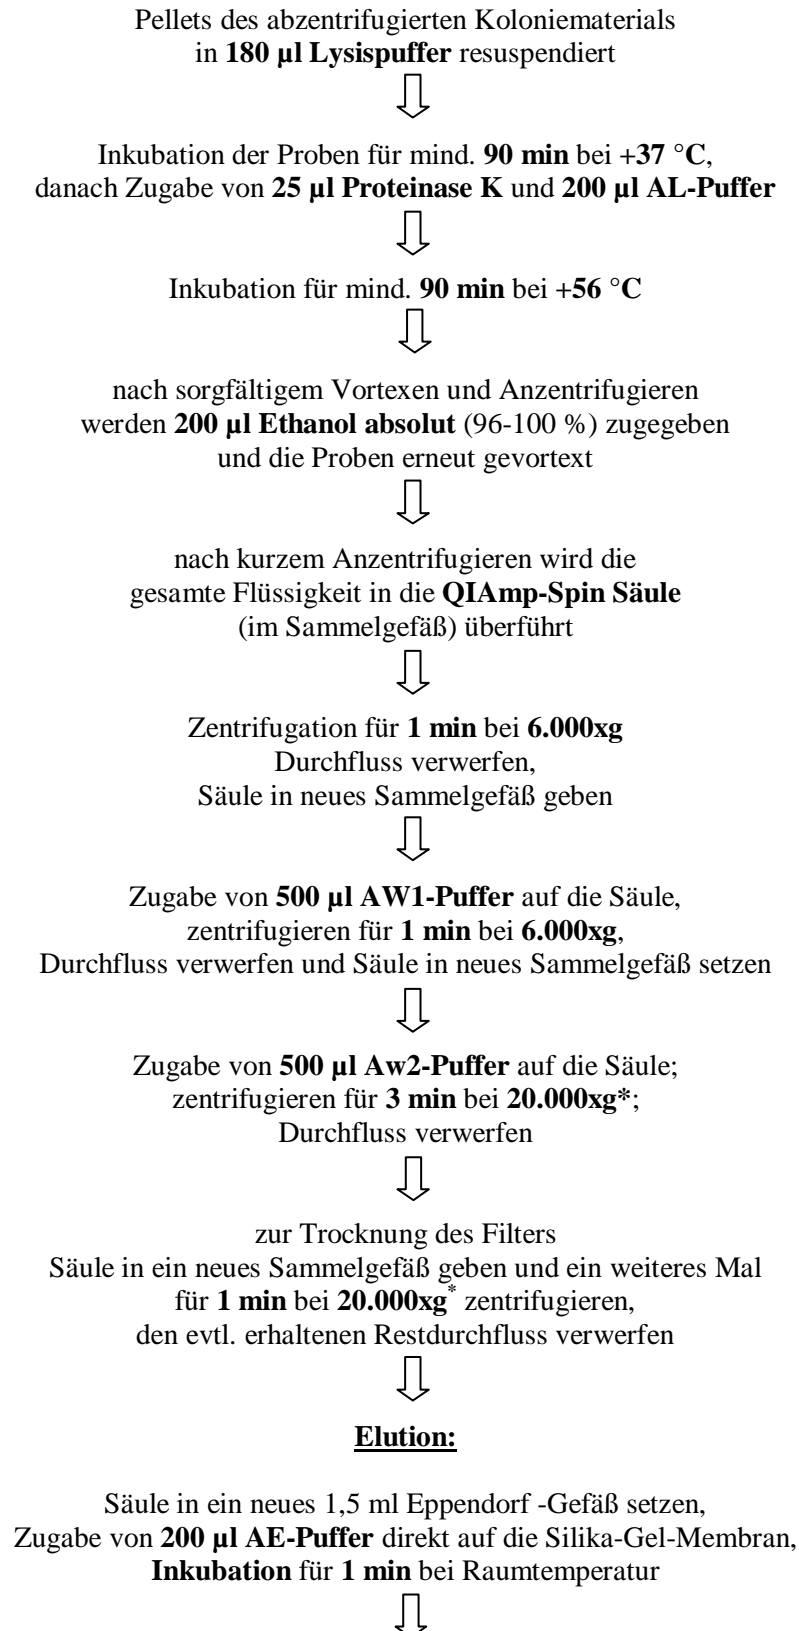 Pellets des abzentrifugierten Koloniematerials
in 180 µl Lysispuffer resuspendiert
Inkubation der Proben für mind. 90 min bei +37 °C,
danach Zugabe von 25 µl Proteinase K und 200 µl AL-Puffer
Inkubation für mind. 90 min bei +56 °C
nach sorgfältigem Vortexen und Anzentrifugieren
werden 200 µl Ethanol absolut (96-100 %) zugegeben
und die Proben erneut gevortext
nach kurzem Anzentrifugieren wird die
gesamte Flüssigkeit in die QIAmp-Spin Säule
(im Sammelgefäß) überführt
Zentrifugation für 1 min bei 6.000xg
Durchfluss verwerfen,
Säule in neues Sammelgefäß geben
Zugabe von 500 µl AW1-Puffer auf die Säule,
zentrifugieren für 1 min bei 6.000xg,
Durchfluss verwerfen und Säule in neues Sammelgefäß setzen
Zugabe von 500 µl Aw2-Puffer auf die Säule;
zentrifugieren für 3 min bei 20.000xg*;
Durchfluss verwerfen
zur Trocknung des Filters
Säule in ein neues Sammelgefäß geben und ein weiteres Mal
für 1 min bei 20.000xg* zentrifugieren,
den evtl. erhaltenen Restdurchfluss verwerfen
Elution:
Säule in ein neues 1,5 ml Eppendorf -Gefäß setzen,
Zugabe von 200 µl AE-Puffer direkt auf die Silika-Gel-Membran,
Inkubation für 1 min bei Raumtemperatur